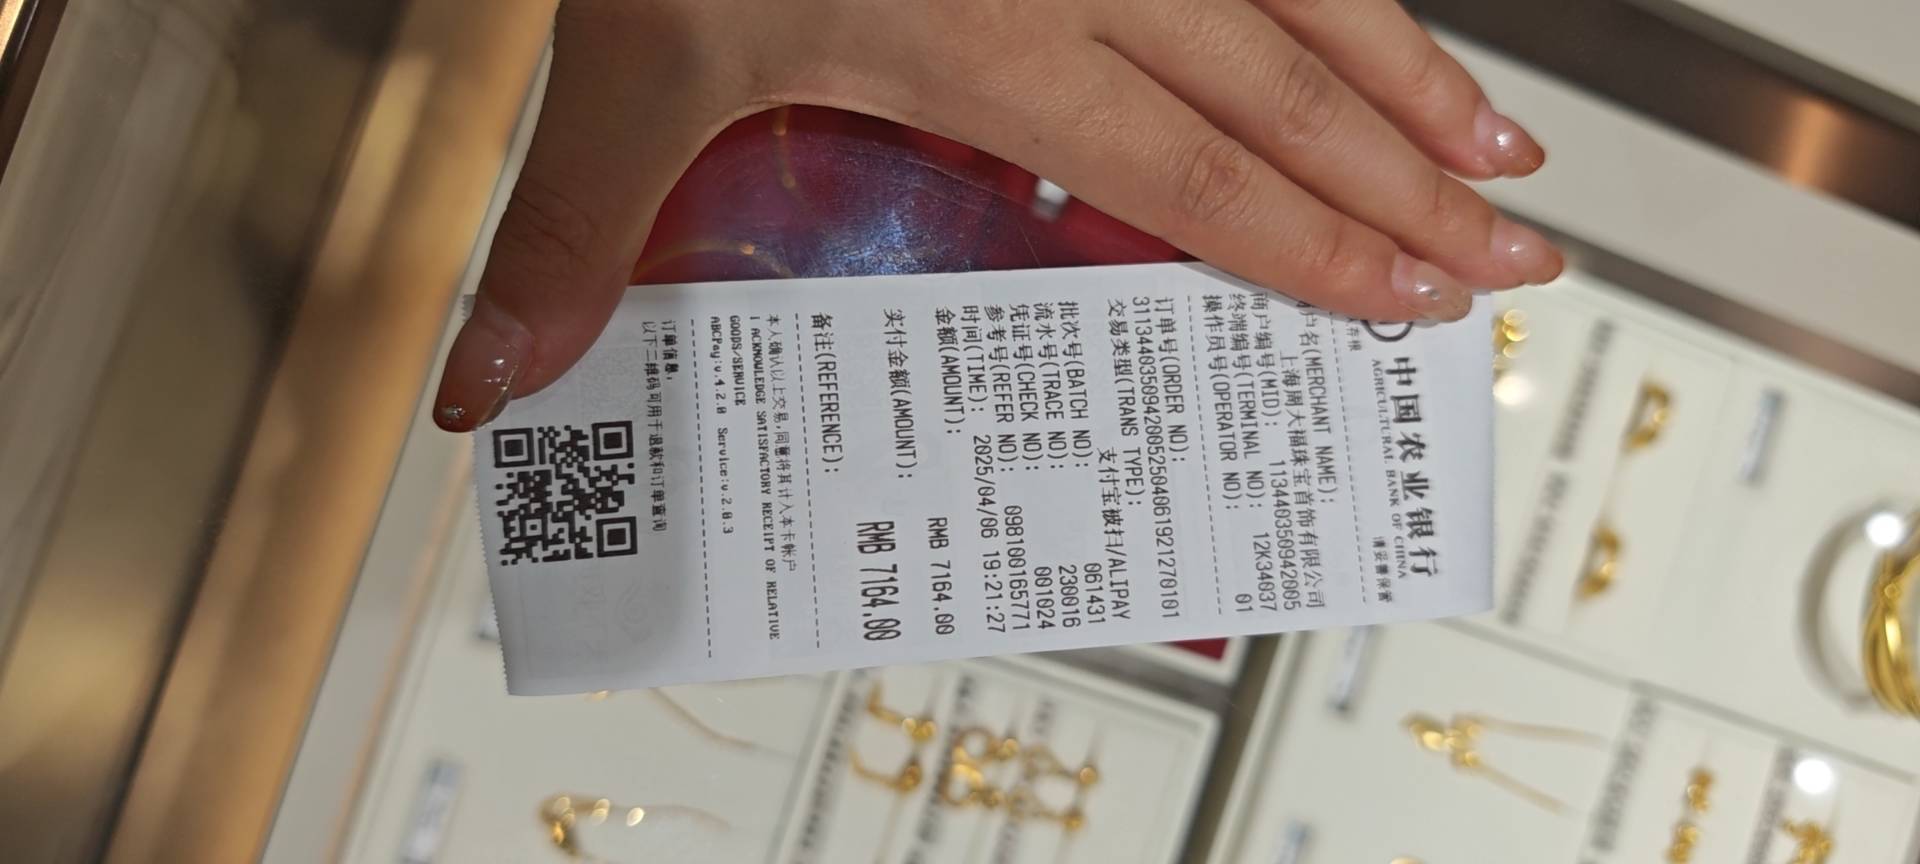 中国农业银行
AGRICULTURAL BANK OF CHINA
存根 请妥善保管
户名(MERCHANT NAME):
上海周大福珠宝首饰有限公司
商户编号(MID): 113440350942005
终端编号(TERMINAL NO): 12K34037
操作员号(OPERATOR NO): 01
订单号(ORDER NO):
31134403509420052504061921270101
交易类型(TRANS TYPE):
支付宝被扫/ALIPAY
批次号(BATCH NO): 061431
流水号(TRACE NO): 230016
凭证号(CHECK NO): 001024
参考号(REFER NO): 098100165771
时间(TIME): 2025/04/06 19:21:27
金额(AMOUNT):
RMB 7164.00
实付金额(AMOUNT):
RMB 7164.00
备注(REFERENCE):
本人确认以上交易,同意将其计入本卡帐户
I ACKNOWLEDGE SATISFACTORY RECEIPT OF RELATIVE
GOODS/SERVICE
ABCPay:v.4.2.0 Service:v.2.0.3
订单信息,
以下二维码可用于退款和订单查询